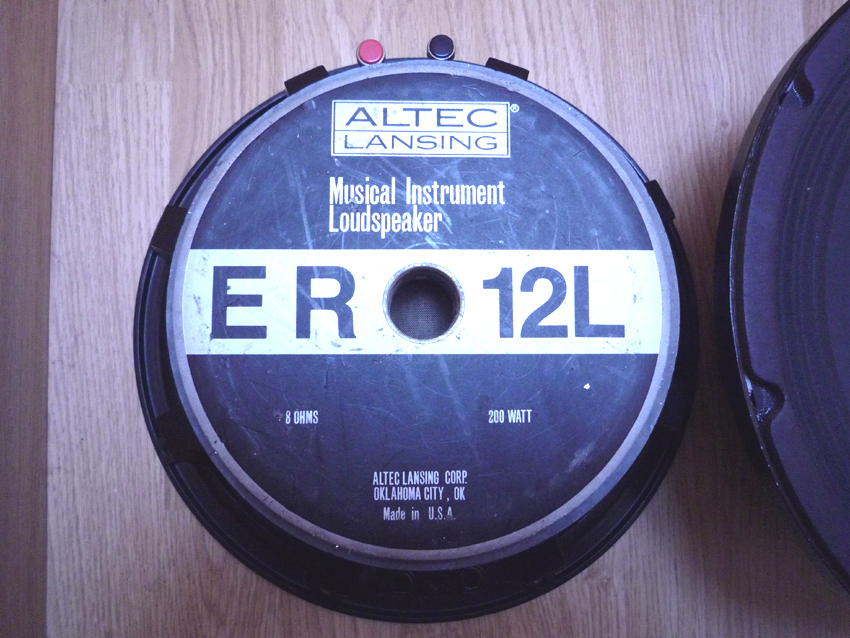 ALTEC®
LANSING
Musical Instrument
Loudspeaker
E R 12L
8 OHMS 200 WATT
ALTEC LANSING CORP.
OKLAHOMA CITY, OK
Made in U.S.A.